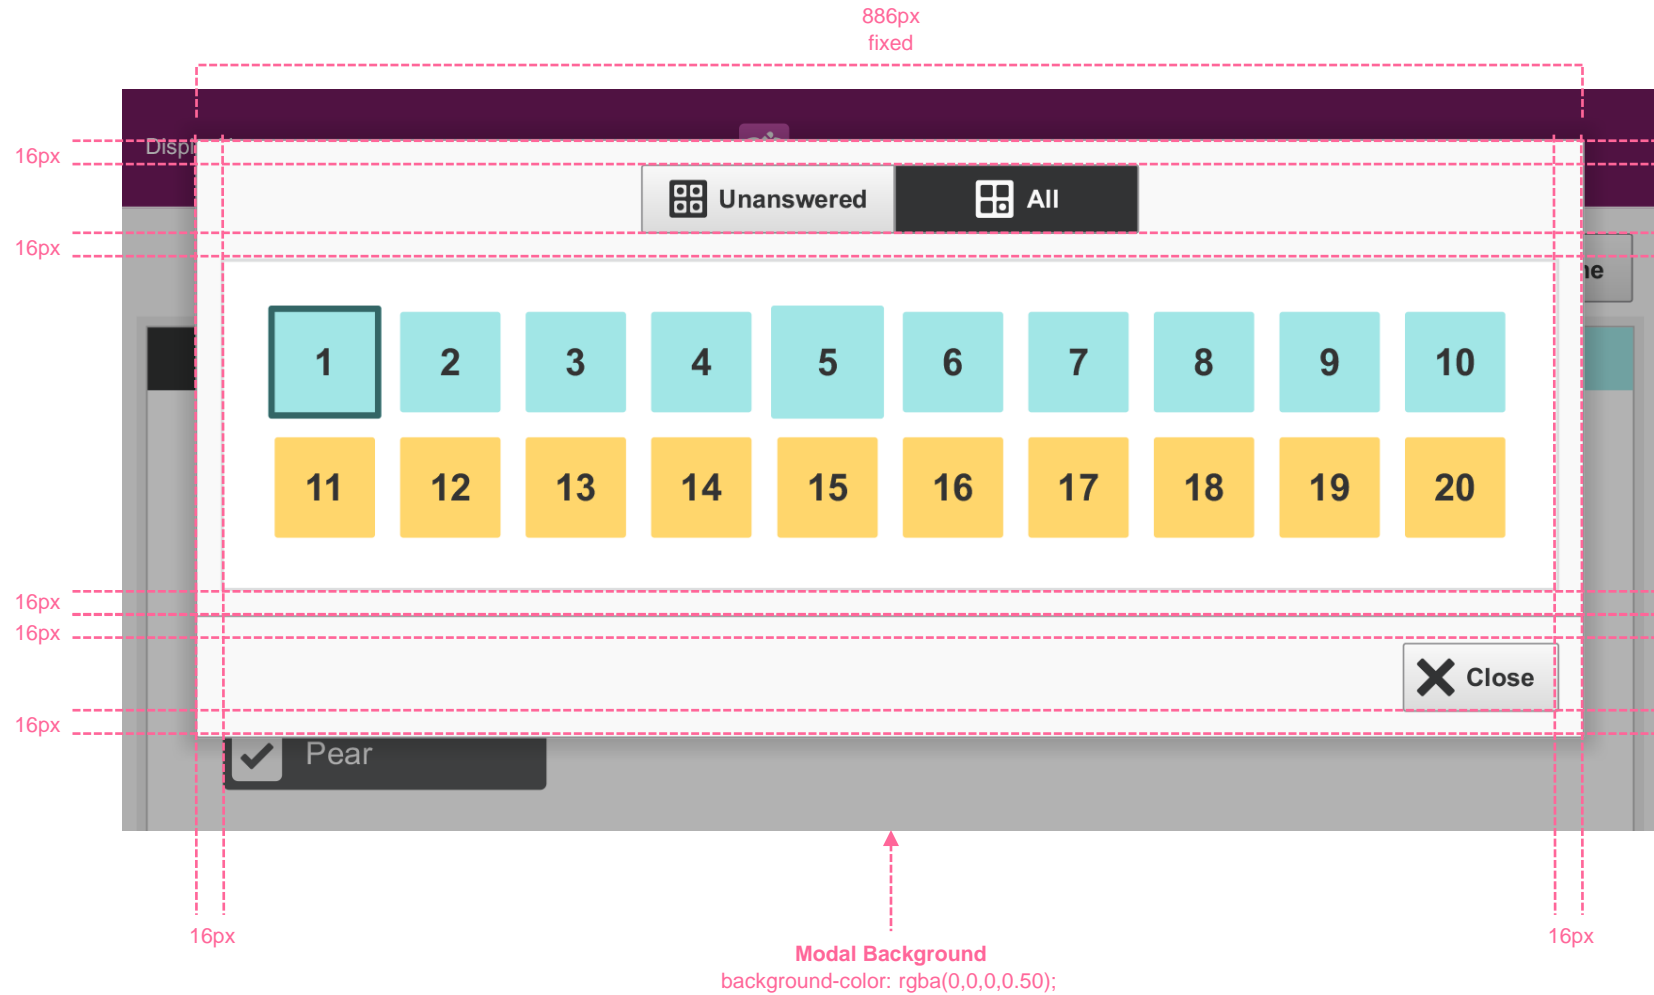 886px
fixed
16px
Unanswered
All
16px
1 2 3 4 5 6 7 8 9 10
11 12 13 14 15 16 17 18 19 20
16px
16px
Close
16px
Pear
16px
16px
Modal Background
background-color: rgba(0,0,0,0.50);